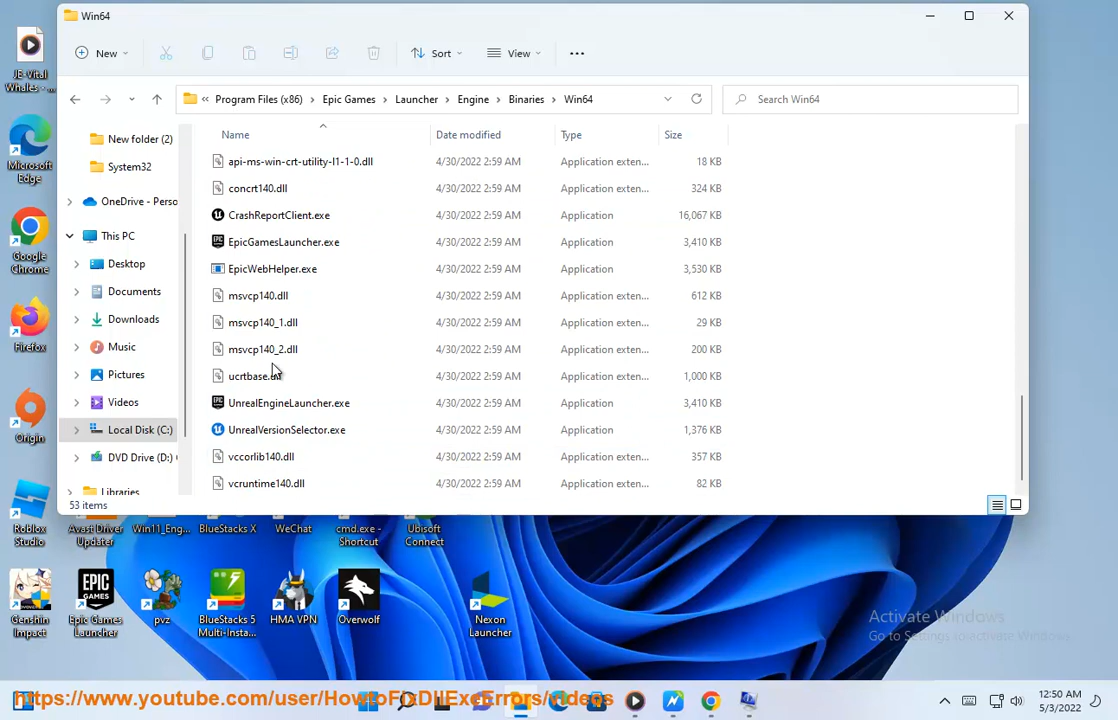 Win64
New
Sort
View
Program Files (x86)
Epic Games
Launcher
Engine
Binaries
Win64
Search Win64
New folder (2)
System32
OneDrive - Perso
This PC
Desktop
Documents
Downloads
Music
Pictures
Videos
Local Disk (C:)
DVD Drive (D:)
Libraries
Name Date modified Type Size
api-ms-win-crt-utility-l1-1-0.dll 4/30/2022 2:59 AM Application exten... 18 KB
concrt140.dll 4/30/2022 2:59 AM Application exten... 324 KB
CrashReportClient.exe 4/30/2022 2:59 AM Application 16,067 KB
EpicGamesLauncher.exe 4/30/2022 2:59 AM Application 3,410 KB
EpicWebHelper.exe 4/30/2022 2:59 AM Application 3,530 KB
msvcp140.dll 4/30/2022 2:59 AM Application exten... 612 KB
msvcp140_1.dll 4/30/2022 2:59 AM Application exten... 29 KB
msvcp140_2.dll 4/30/2022 2:59 AM Application exten... 200 KB
ucrtbase.dll 4/30/2022 2:59 AM Application exten... 1,000 KB
UnrealEngineLauncher.exe 4/30/2022 2:59 AM Application 3,410 KB
UnrealVersionSelector.exe 4/30/2022 2:59 AM Application 1,376 KB
vccorlib140.dll 4/30/2022 2:59 AM Application exten... 357 KB
vcruntime140.dll 4/30/2022 2:59 AM Application exten... 82 KB
53 items
JB-Vital
Whales -...
Microsoft
Edge
Google
Chrome
Firefox
Origin
Roblox
Studio
Avast Driver
Updater
Win11_Eng...
BlueStacks X
WeChat
cmd.exe -
Shortcut
Ubisoft
Connect
Genshin
Impact
EPIC
GAMES
Epic Games
Launcher
pvz
BlueStacks 5
Multi-Insta...
HMA VPN
Overwolf
Nexon
Launcher
Activate Windows
Go to Settings to activate Windows.
https://www.youtube.com/user/HowtoFixDllExeErrors/videos
12:50 AM
5/3/2022